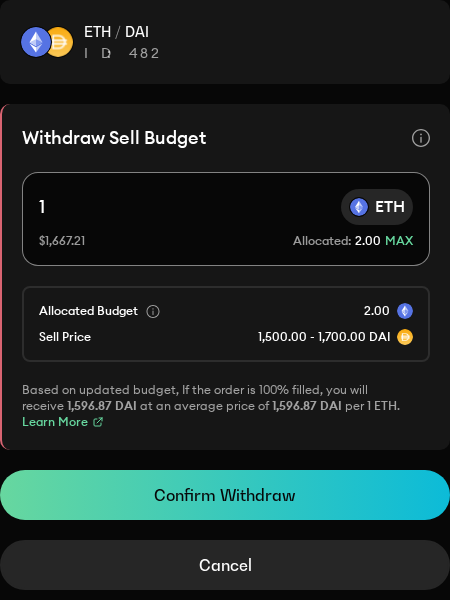 ETH / DAI
ID 482
Withdraw Sell Budget
1
ETH
$1,667.21
Allocated: 2.00 MAX
Allocated Budget
2.00
Sell Price
1,500.00 - 1,700.00 DAI
Based on updated budget, If the order is 100% filled, you will
receive 1,596.87 DAI at an average price of 1,596.87 DAI per 1 ETH.
Learn More
Confirm Withdraw
Cancel